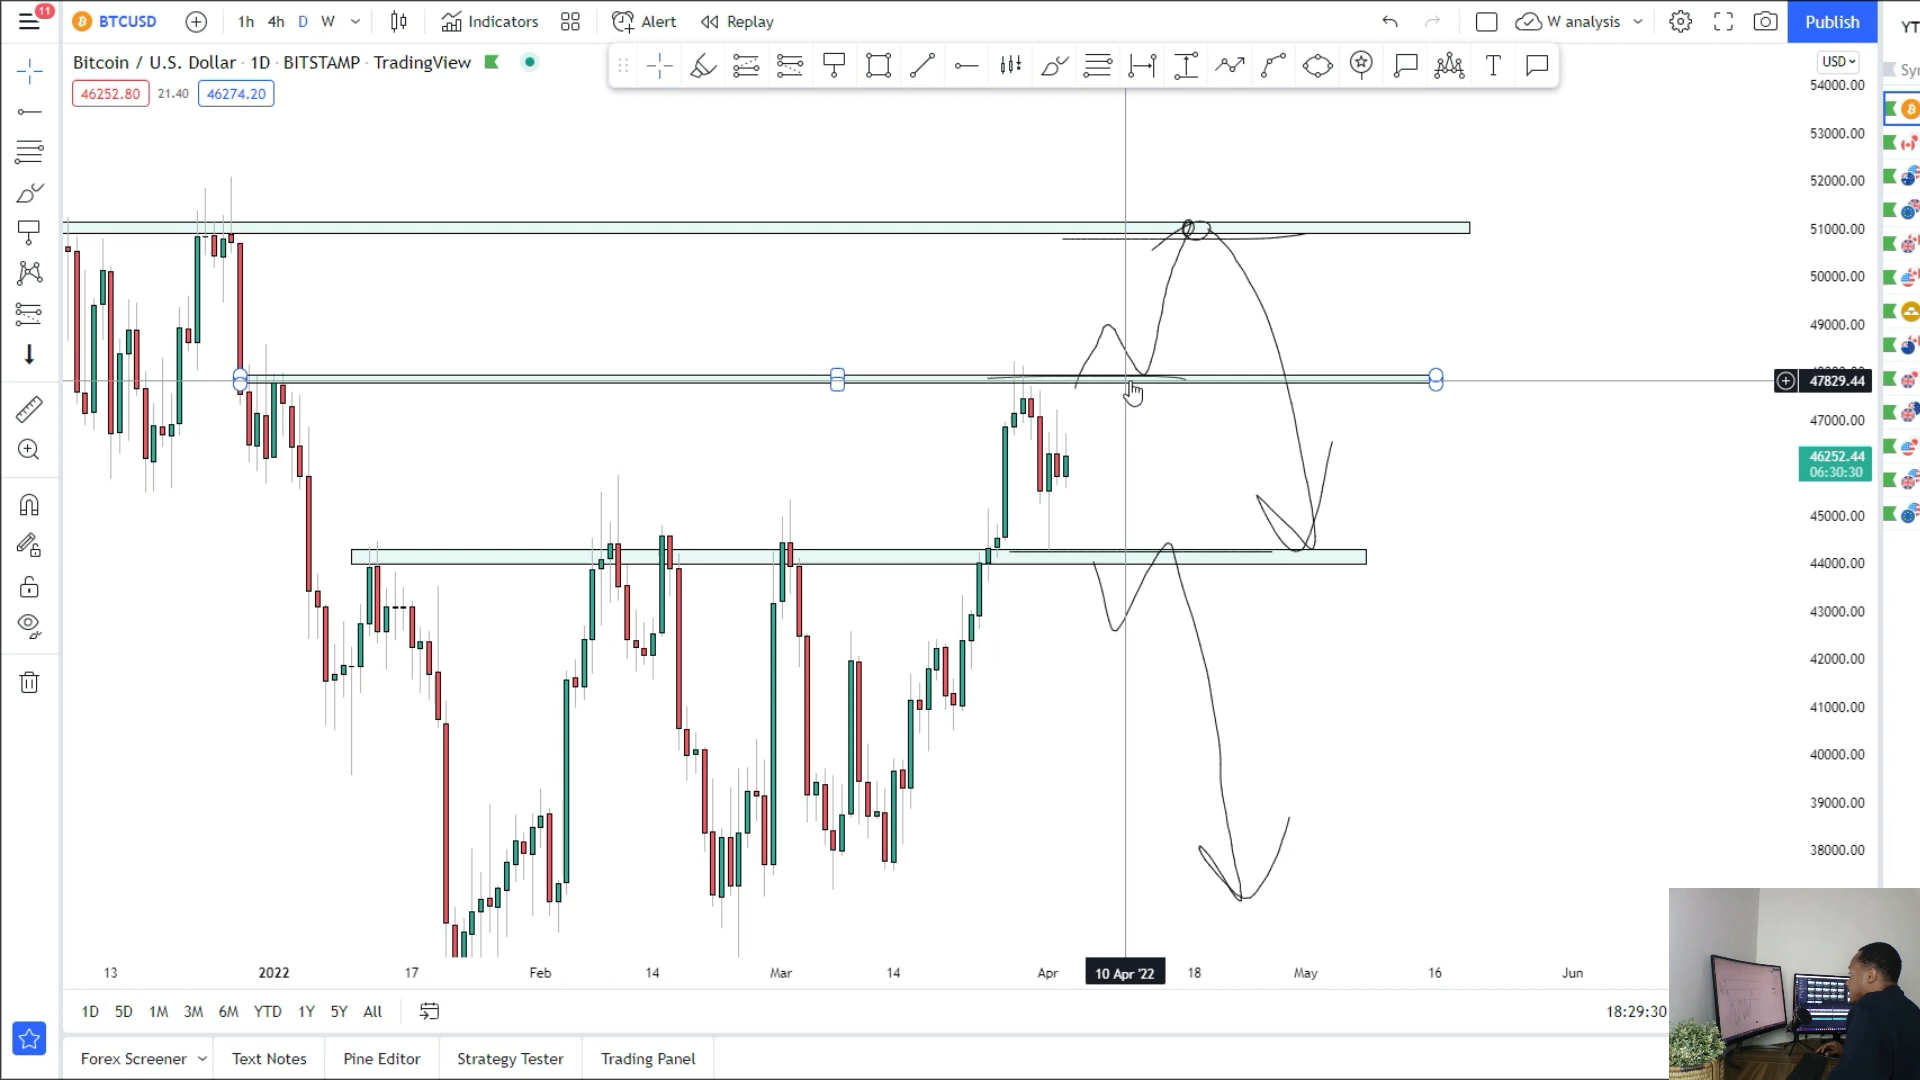 11
BTCUSD
1h 4h D W
Indicators
Alert
Replay
W analysis
Publish
YT
Bitcoin / U.S. Dollar · 1D · BITSTAMP · TradingView
46252.80 21.40 46274.20
USD
54000.00
53000.00
52000.00
51000.00
50000.00
49000.00
47829.44
47000.00
46252.44
06:30:30
45000.00
44000.00
43000.00
42000.00
41000.00
40000.00
39000.00
38000.00
13 2022 17 Feb 14 Mar 14 Apr 10 Apr '22 18 May 16 Jun
1D 5D 1M 3M 6M YTD 1Y 5Y All
18:29:30
Forex Screener Text Notes Pine Editor Strategy Tester Trading Panel